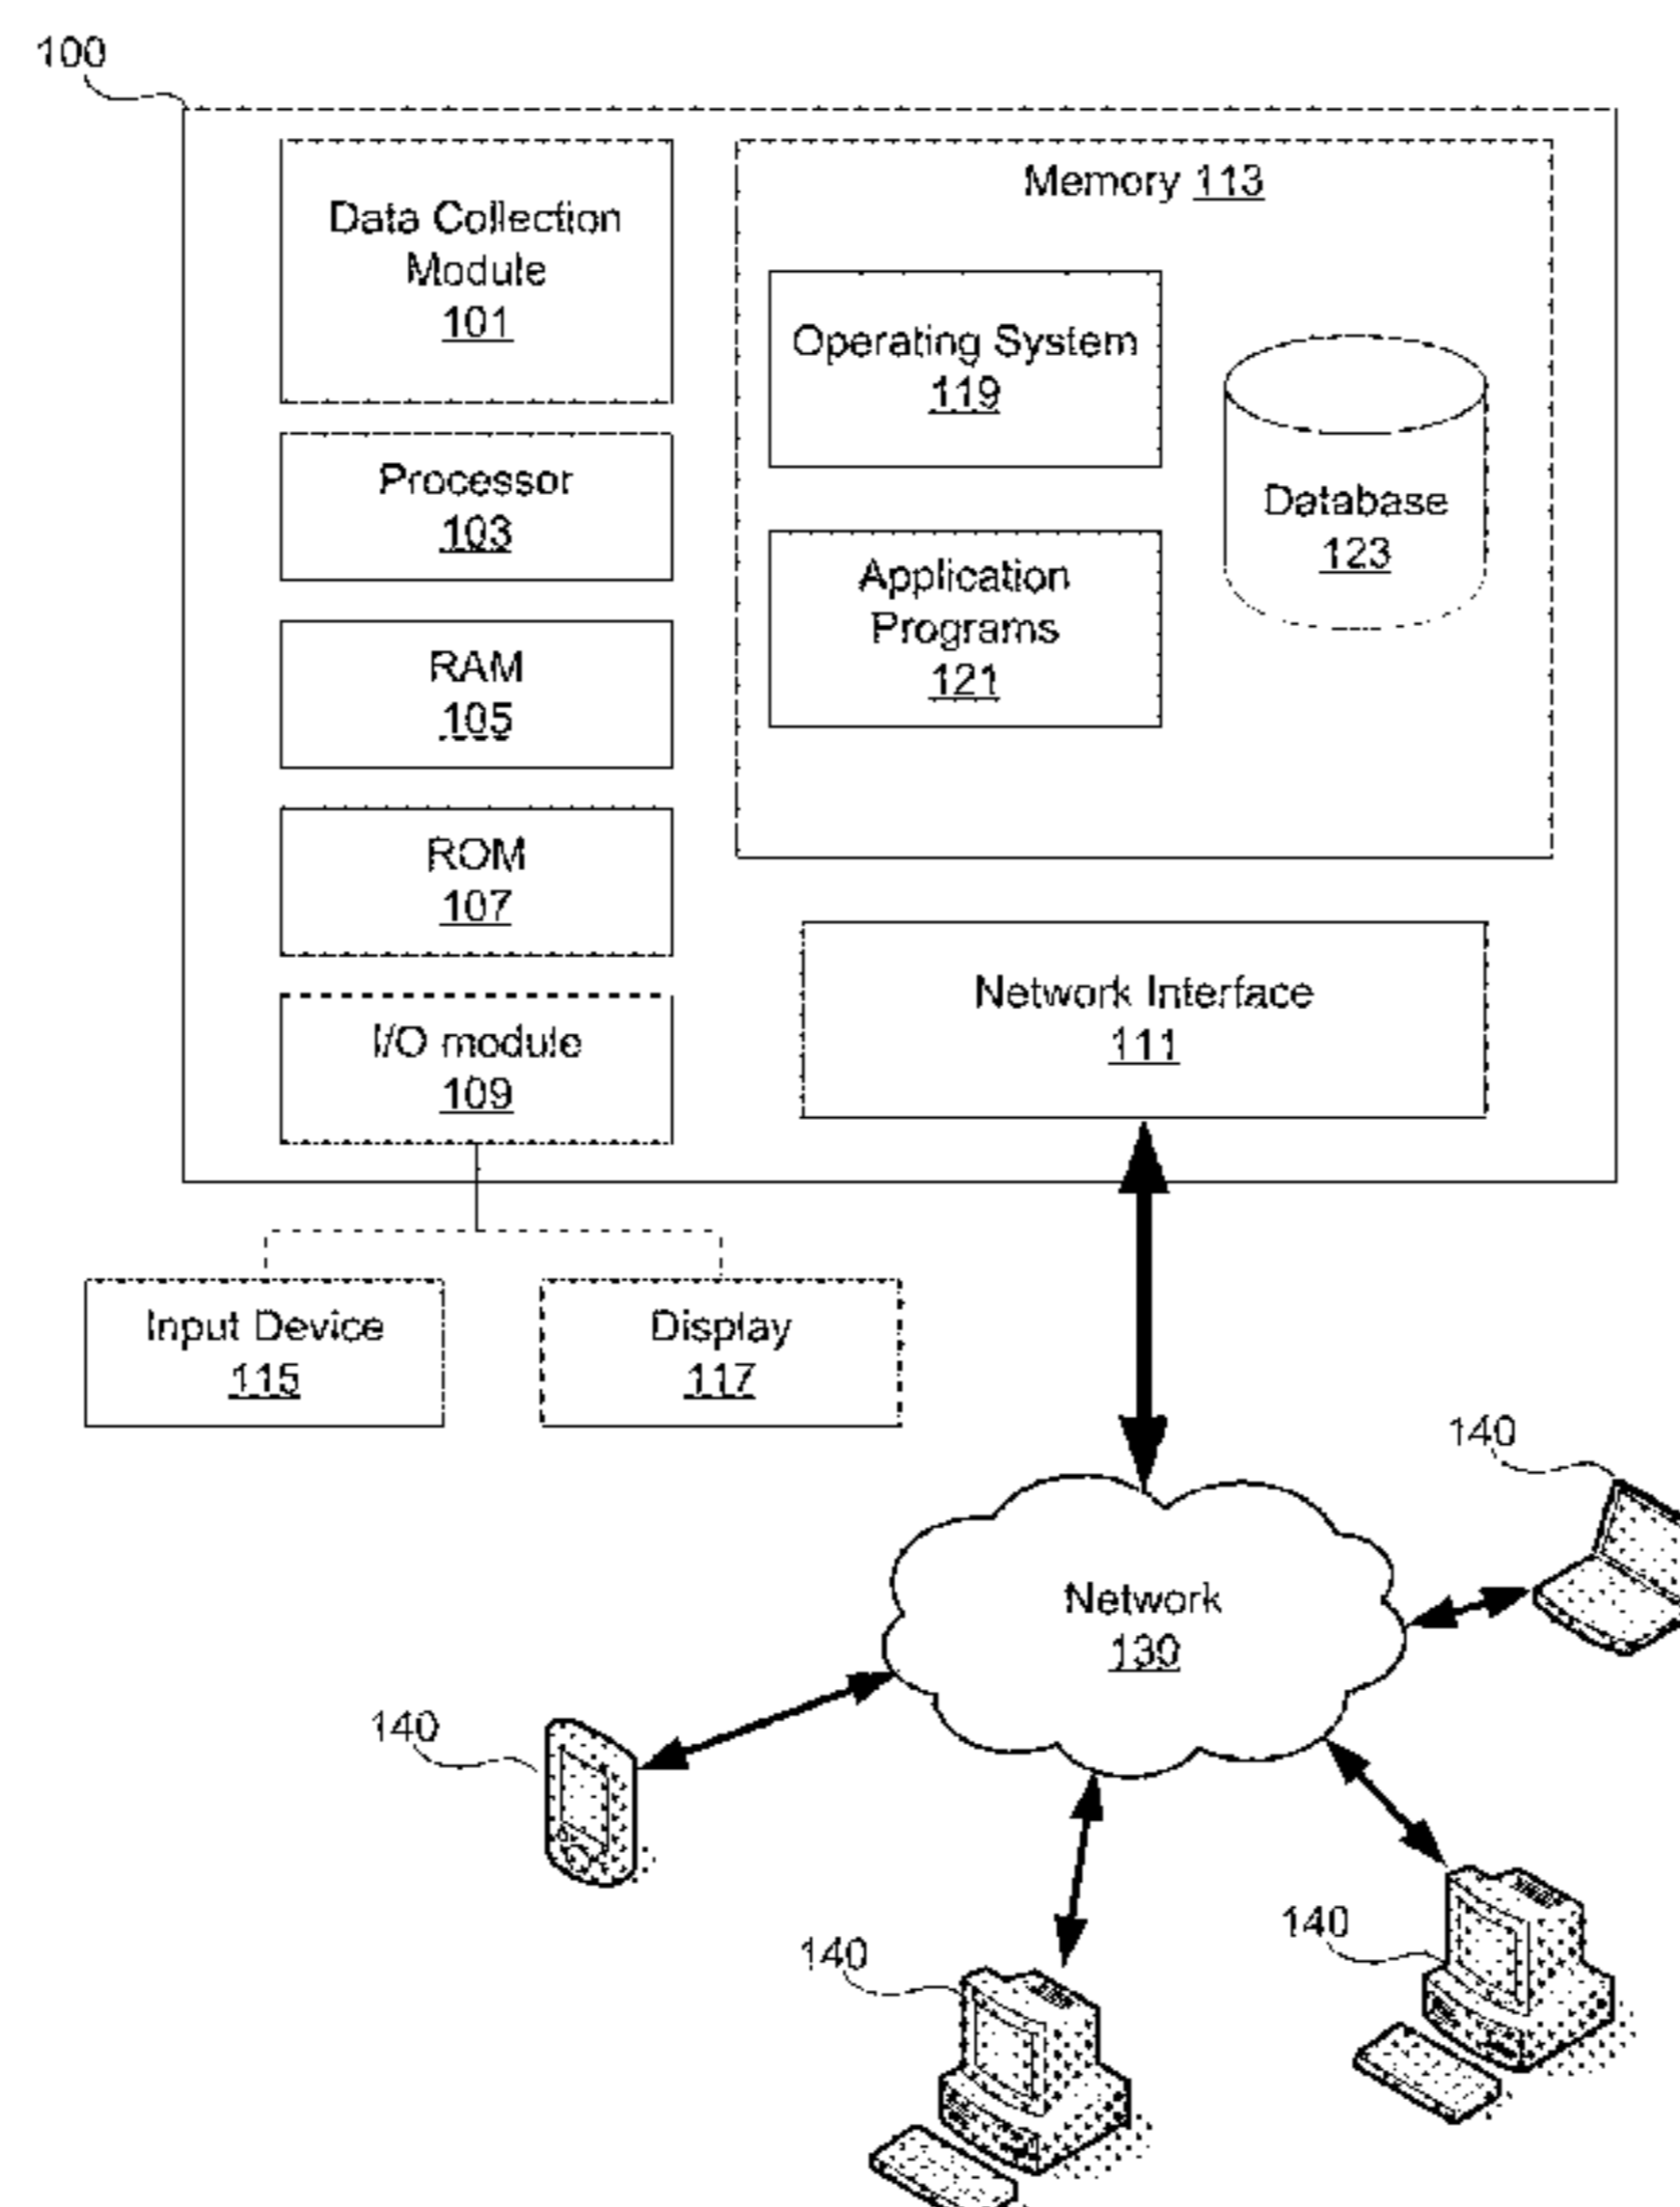 100
Data Collection
Module
101
Processor
103
RAM
105
ROM
107
I/O module
109
Memory 113
Operating System
119
Application
Programs
121
Database
123
Network Interface
111
Input Device
115
Display
117
Network
130
140
140
140
140